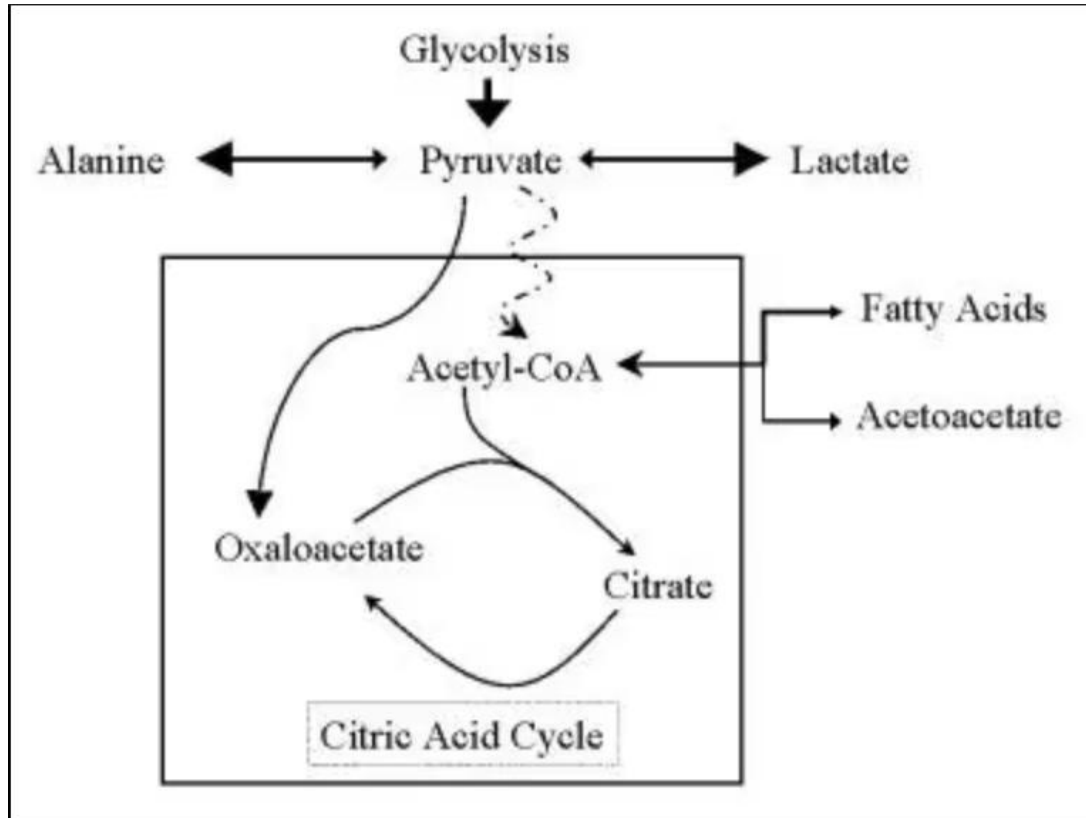 Glycolysis
Alanine
Pyruvate
Lactate
Fatty Acids
Acetyl-CoA
Acetoacetate
Oxaloacetate
Citrate
Citric Acid Cycle